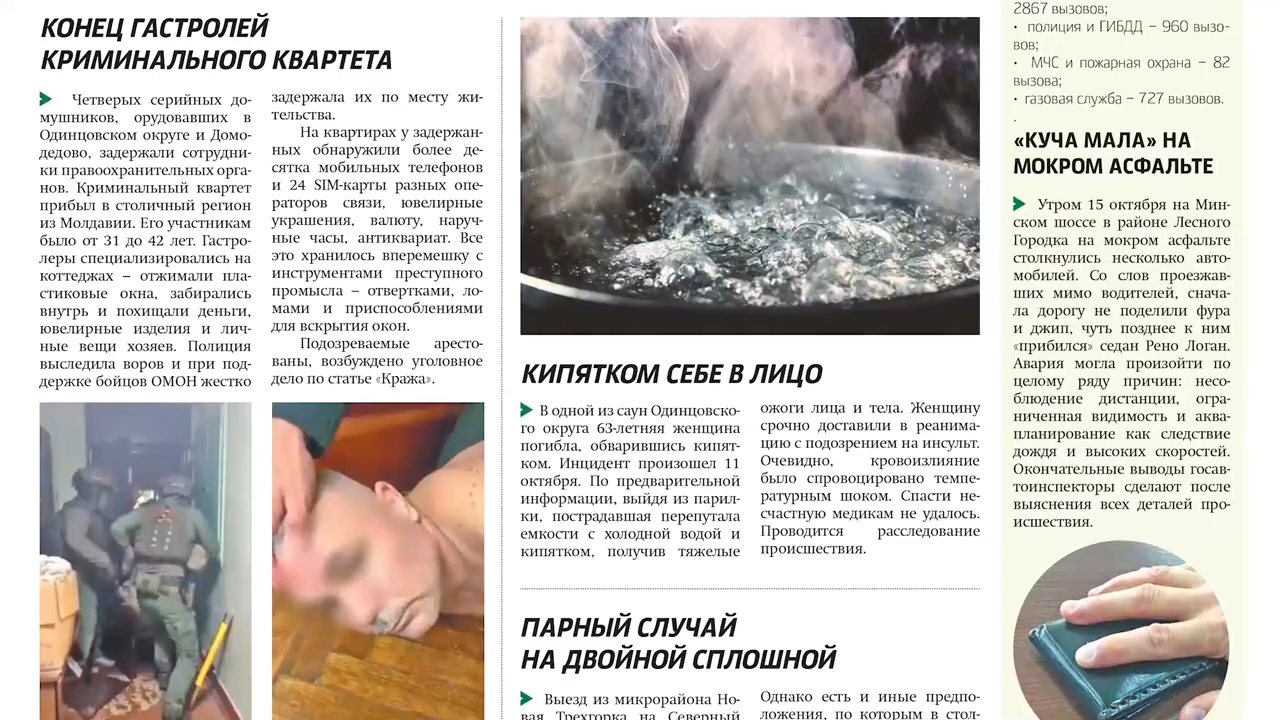 КОНЕЦ ГАСТРОЛЕЙ
КРИМИНАЛЬНОГО КВАРТЕТА
Четверых серийных до-
мушников, орудовавших в
Одинцовском округе и Домо-
дедово, задержали сотрудни-
ки правоохранительных орга-
нов. Криминальный квартет
прибыл в столичный регион
из Молдавии. Его участникам
было от 31 до 42 лет. Гастро-
леры специализировались на
коттеджах – отжимали пла-
стиковые окна, забирались
внутрь и похищали деньги,
ювелирные изделия и лич-
ные вещи хозяев. Полиция
выследила воров и при под-
держке бойцов ОМОН жестко
задержала их по месту жи-
тельства.
На квартирах у задержан-
ных обнаружили более де-
сятка мобильных телефонов
и 24 SIM-карты разных опе-
раторов связи, ювелирные
украшения, валюту, наруч-
ные часы, антиквариат. Все
это хранилось вперемешку с
инструментами преступного
промысла – отвертками, ло-
мами и приспособлениями
для вскрытия окон.
Подозреваемые аресто-
ваны, возбуждено уголовное
дело по статье «Кража».
КИПЯТКОМ СЕБЕ В ЛИЦО
В одной из саун Одинцовско-
го округа 63-летняя женщина
погибла, обварившись кипят-
ком. Инцидент произошел 11
октября. По предварительной
информации, выйдя из парил-
ки, пострадавшая перепутала
емкости с холодной водой и
кипятком, получив тяжелые
ожоги лица и тела. Женщину
срочно доставили в реанима-
цию с подозрением на инсульт.
Очевидно, кровоизлияние
было спровоцировано темпе-
ратурным шоком. Спасти не-
счастную медикам не удалось.
Проводится расследование
происшествия.
ПАРНЫЙ СЛУЧАЙ
НА ДВОЙНОЙ СПЛОШНОЙ
Выезд из микрорайона Но-
вая Трехгорка на Северный
Однако есть и иные предпо-
ложения, по которым в стол-
2867 вызовов;
• полиция и ГИБДД – 960 вызо-
вов;
• МЧС и пожарная охрана – 82
вызова;
• газовая служба – 727 вызовов.
.
«КУЧА МАЛА» НА
МОКРОМ АСФАЛЬТЕ
Утром 15 октября на Мин-
ском шоссе в районе Лесного
Городка на мокром асфальте
столкнулись несколько авто-
мобилей. Со слов проезжав-
ших мимо водителей, снача-
ла дорогу не поделили фура
и джип, чуть позднее к ним
«прибился» седан Рено Логан.
Авария могла произойти по
целому ряду причин: несо-
блюдение дистанции, огра-
ниченная видимость и аква-
планирование как следствие
дождя и высоких скоростей.
Окончательные выводы госав-
тоинспекторы сделают после
выяснения всех деталей про-
исшествия.